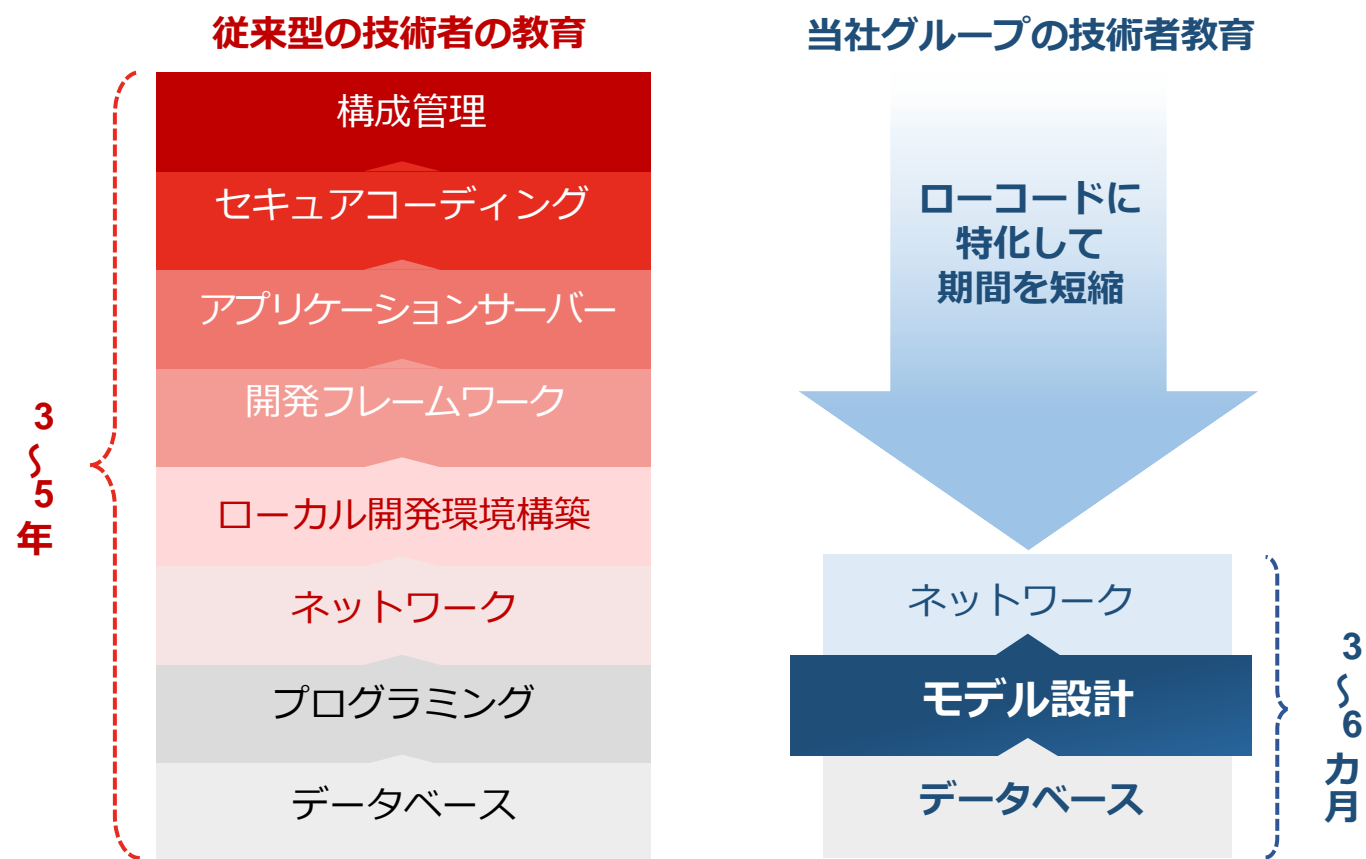 従来型の技術者の教育
構成管理
セキュアコーディング
アプリケーションサーバー
開発フレームワーク
ローカル開発環境構築
ネットワーク
プログラミング
データベース
3～5年
当社グループの技術者教育
ローコードに
特化して
期間を短縮
ネットワーク
モデル設計
データベース
3～6カ月